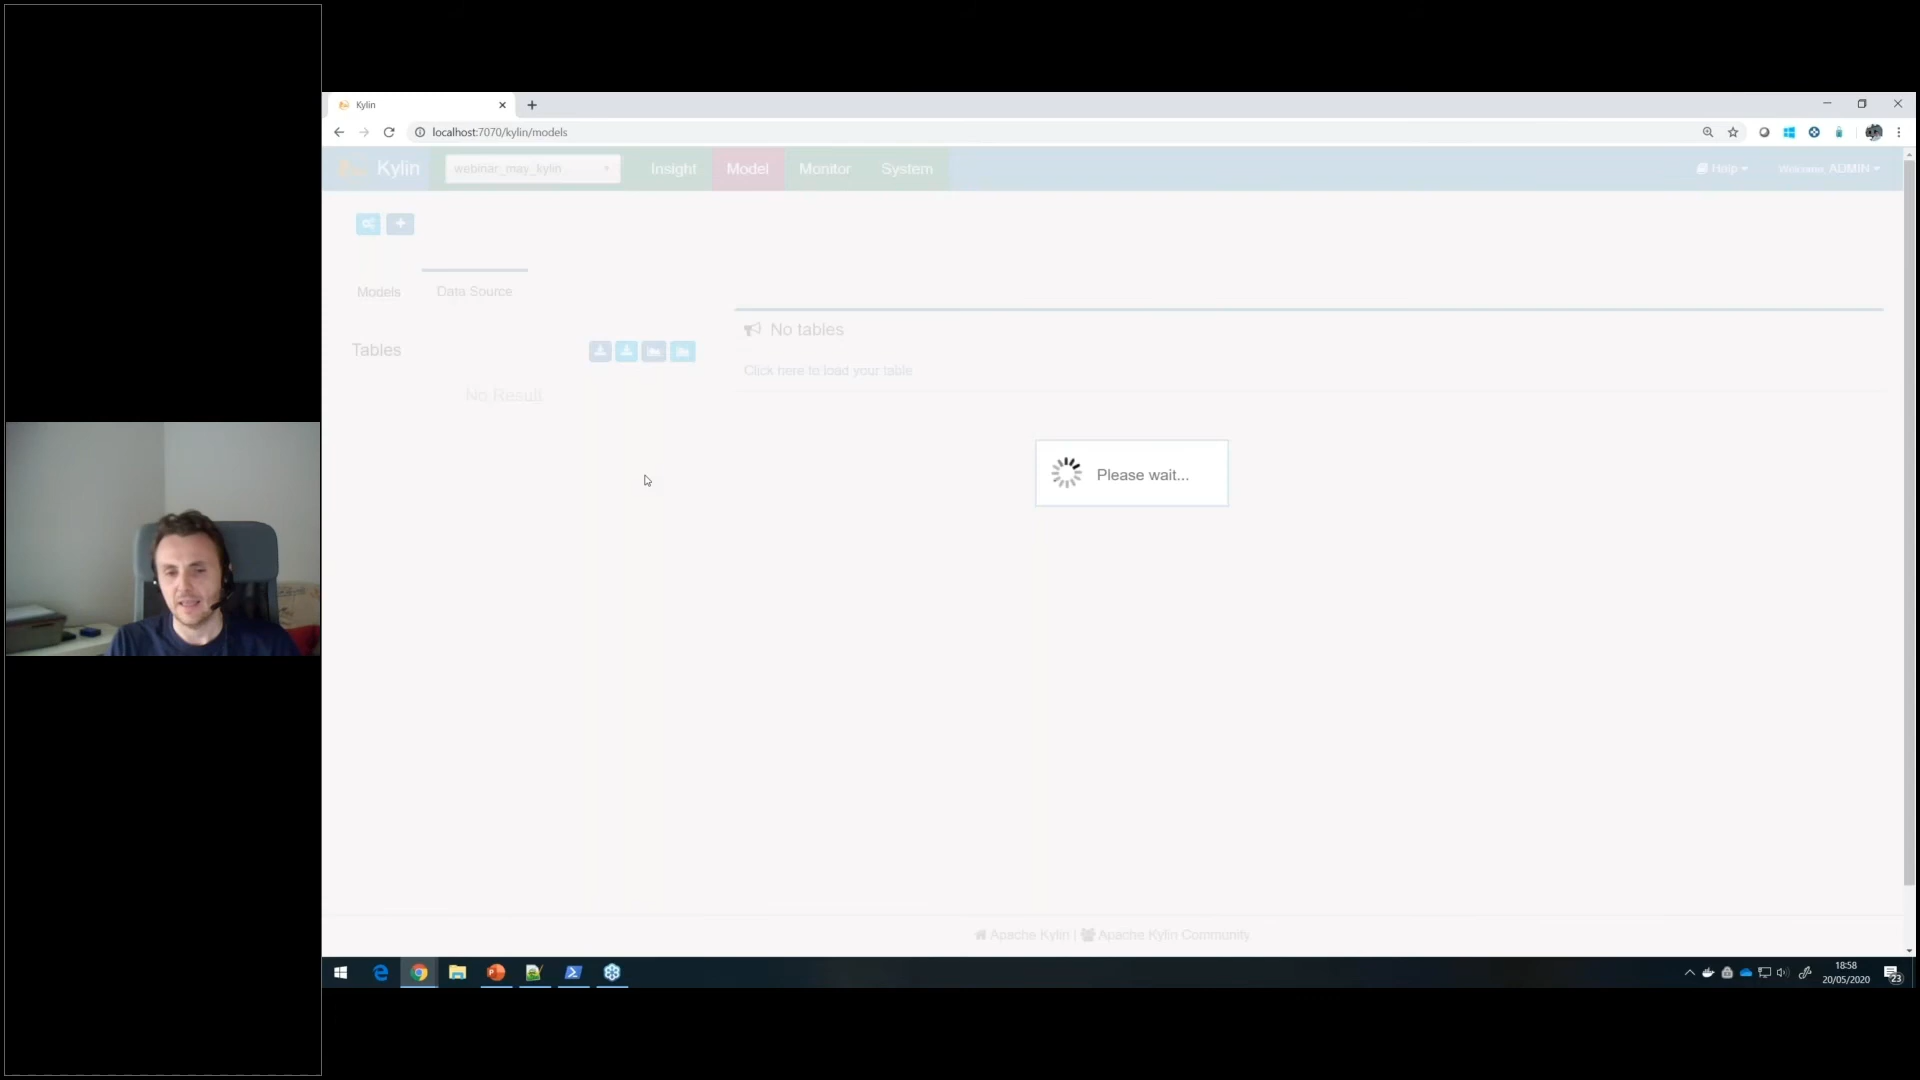 Kylin
localhost:7070/kylin/models
Kylin
webinar_may_kylin
Insight
Model
Monitor
System
Help
Welcome, ADMIN
Models
Data Source
No tables
Tables
Click here to load your table
No Result
Please wait...
Apache Kylin | Apache Kylin Community
18:58
20/05/2020
23